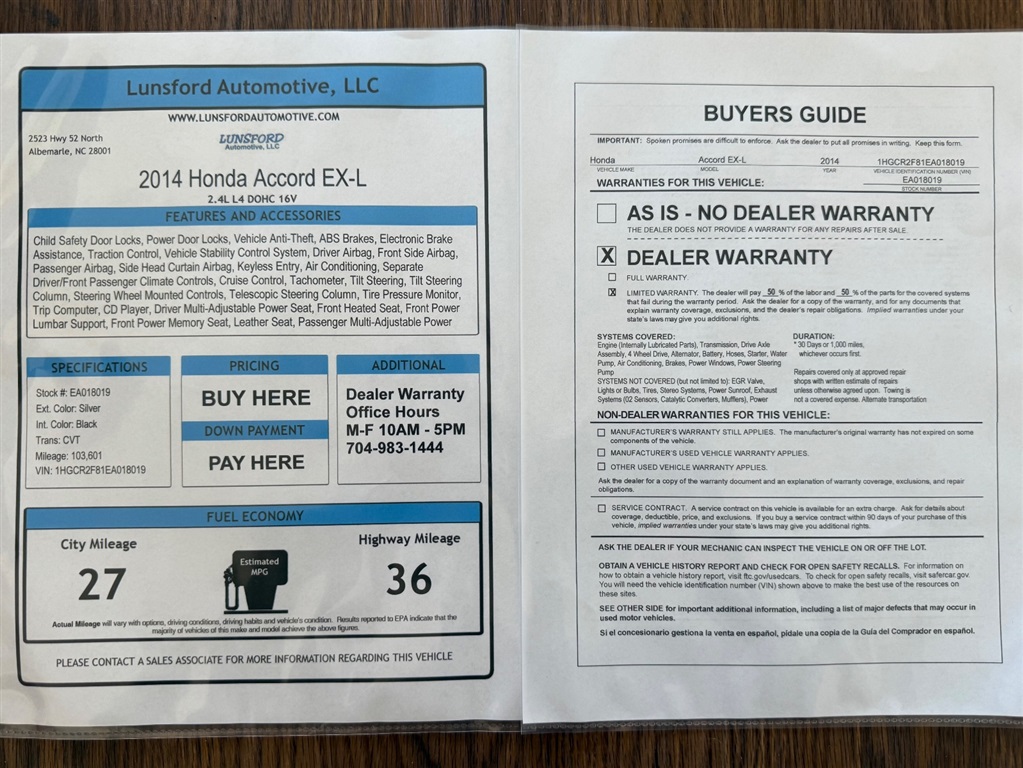 Lunsford Automotive, LLC
WWW.LUNSFORDAUTOMOTIVE.COM
2523 Hwy 52 North
Albemarle, NC 28001
LUNSFORD
Automotive, LLC
2014 Honda Accord EX-L
2.4L L4 DOHC 16V
FEATURES AND ACCESSORIES
Child Safety Door Locks, Power Door Locks, Vehicle Anti-Theft, ABS Brakes, Electronic Brake
Assistance, Traction Control, Vehicle Stability Control System, Driver Airbag, Front Side Airbag,
Passenger Airbag, Side Head Curtain Airbag, Keyless Entry, Air Conditioning, Separate
Driver/Front Passenger Climate Controls, Cruise Control, Tachometer, Tilt Steering, Tilt Steering
Column, Steering Wheel Mounted Controls, Telescopic Steering Column, Tire Pressure Monitor,
Trip Computer, CD Player, Driver Multi-Adjustable Power Seat, Front Heated Seat, Front Power
Lumbar Support, Front Power Memory Seat, Leather Seat, Passenger Multi-Adjustable Power
SPECIFICATIONS
Stock #: EA018019
Ext. Color: Silver
Int. Color: Black
Trans: CVT
Mileage: 103,601
VIN: 1HGCR2F81EA018019
PRICING
BUY HERE
DOWN PAYMENT
PAY HERE
ADDITIONAL
Dealer Warranty
Office Hours
M-F 10AM - 5PM
704-983-1444
FUEL ECONOMY
City Mileage
27
Estimated
MPG
Highway Mileage
36
Actual Mileage will vary with options, driving conditions, driving habits and vehicle's condition. Results reported to EPA indicate that the
majority of vehicles of this make and model achieve the above figures.
PLEASE CONTACT A SALES ASSOCIATE FOR MORE INFORMATION REGARDING THIS VEHICLE
BUYERS GUIDE
IMPORTANT: Spoken promises are difficult to enforce. Ask the dealer to put all promises in writing. Keep this form.
Honda Accord EX-L 2014 1HGCR2F81EA018019
VEHICLE MAKE MODEL YEAR VEHICLE IDENTIFICATION NUMBER (VIN)
EA018019
STOCK NUMBER
WARRANTIES FOR THIS VEHICLE:
AS IS - NO DEALER WARRANTY
THE DEALER DOES NOT PROVIDE A WARRANTY FOR ANY REPAIRS AFTER SALE.
X DEALER WARRANTY
FULL WARRANTY.
X LIMITED WARRANTY. The dealer will pay 50 % of the labor and 50 % of the parts for the covered systems
that fail during the warranty period. Ask the dealer for a copy of the warranty, and for any documents that
explain warranty coverage, exclusions, and the dealer's repair obligations. Implied warranties under your
state's laws may give you additional rights.
SYSTEMS COVERED:
Engine (Internally Lubricated Parts), Transmission, Drive Axle
Assembly, 4 Wheel Drive, Alternator, Battery, Hoses, Starter, Water
Pump, Air Conditioning, Brakes, Power Windows, Power Steering
Pump
SYSTEMS NOT COVERED (but not limited to): EGR Valve,
Lights or Bulbs, Tires, Stereo Systems, Power Sunroof, Exhaust
Systems (02 Sensors, Catalytic Converters, Mufflers), Power
DURATION:
* 30 Days or 1,000 miles,
whichever occurs first.
Repairs covered only at approved repair
shops with written estimate of repairs
unless otherwise agreed upon. Towing is
not a covered expense. Alternate transportation
NON-DEALER WARRANTIES FOR THIS VEHICLE:
MANUFACTURER'S WARRANTY STILL APPLIES. The manufacturer's original warranty has not expired on some
components of the vehicle.
MANUFACTURER'S USED VEHICLE WARRANTY APPLIES.
OTHER USED VEHICLE WARRANTY APPLIES.
Ask the dealer for a copy of the warranty document and an explanation of warranty coverage, exclusions, and repair
obligations.
SERVICE CONTRACT. A service contract on this vehicle is available for an extra charge. Ask for details about
coverage, deductible, price, and exclusions. If you buy a service contract within 90 days of your purchase of this
vehicle, implied warranties under your state's laws may give you additional rights.
ASK THE DEALER IF YOUR MECHANIC CAN INSPECT THE VEHICLE ON OR OFF THE LOT.
OBTAIN A VEHICLE HISTORY REPORT AND CHECK FOR OPEN SAFETY RECALLS. For information on
how to obtain a vehicle history report, visit ftc.gov/usedcars. To check for open safety recalls, visit safercar.gov.
You will need the vehicle identification number (VIN) shown above to make the best use of the resources on
these sites.
SEE OTHER SIDE for important additional information, including a list of major defects that may occur in
used motor vehicles.
Si el concesionario gestiona la venta en español, pídale una copia de la Guía del Comprador en español.